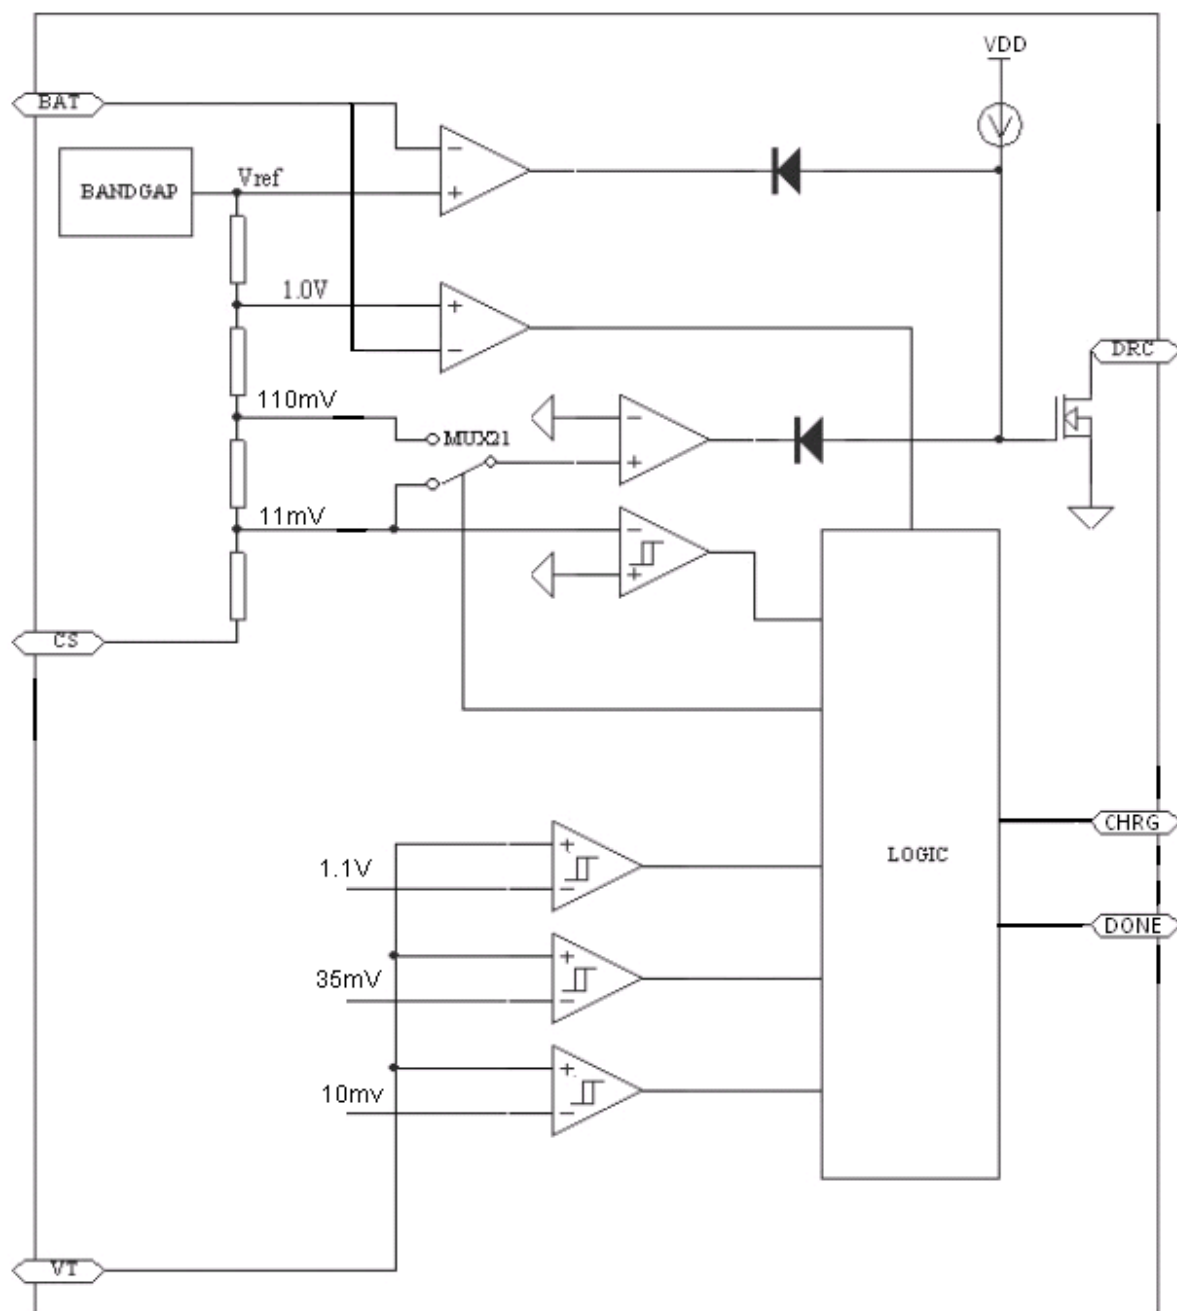 VDD
BAT
BANDGAP
Vref
−
+
1.0V
+
−
DRC
110mV
MUX21
−
+
11mV
−
+
CS
LOGIC
CHRG
DONE
1.1V
+
−
35mV
+
−
10mv
+
−
VT